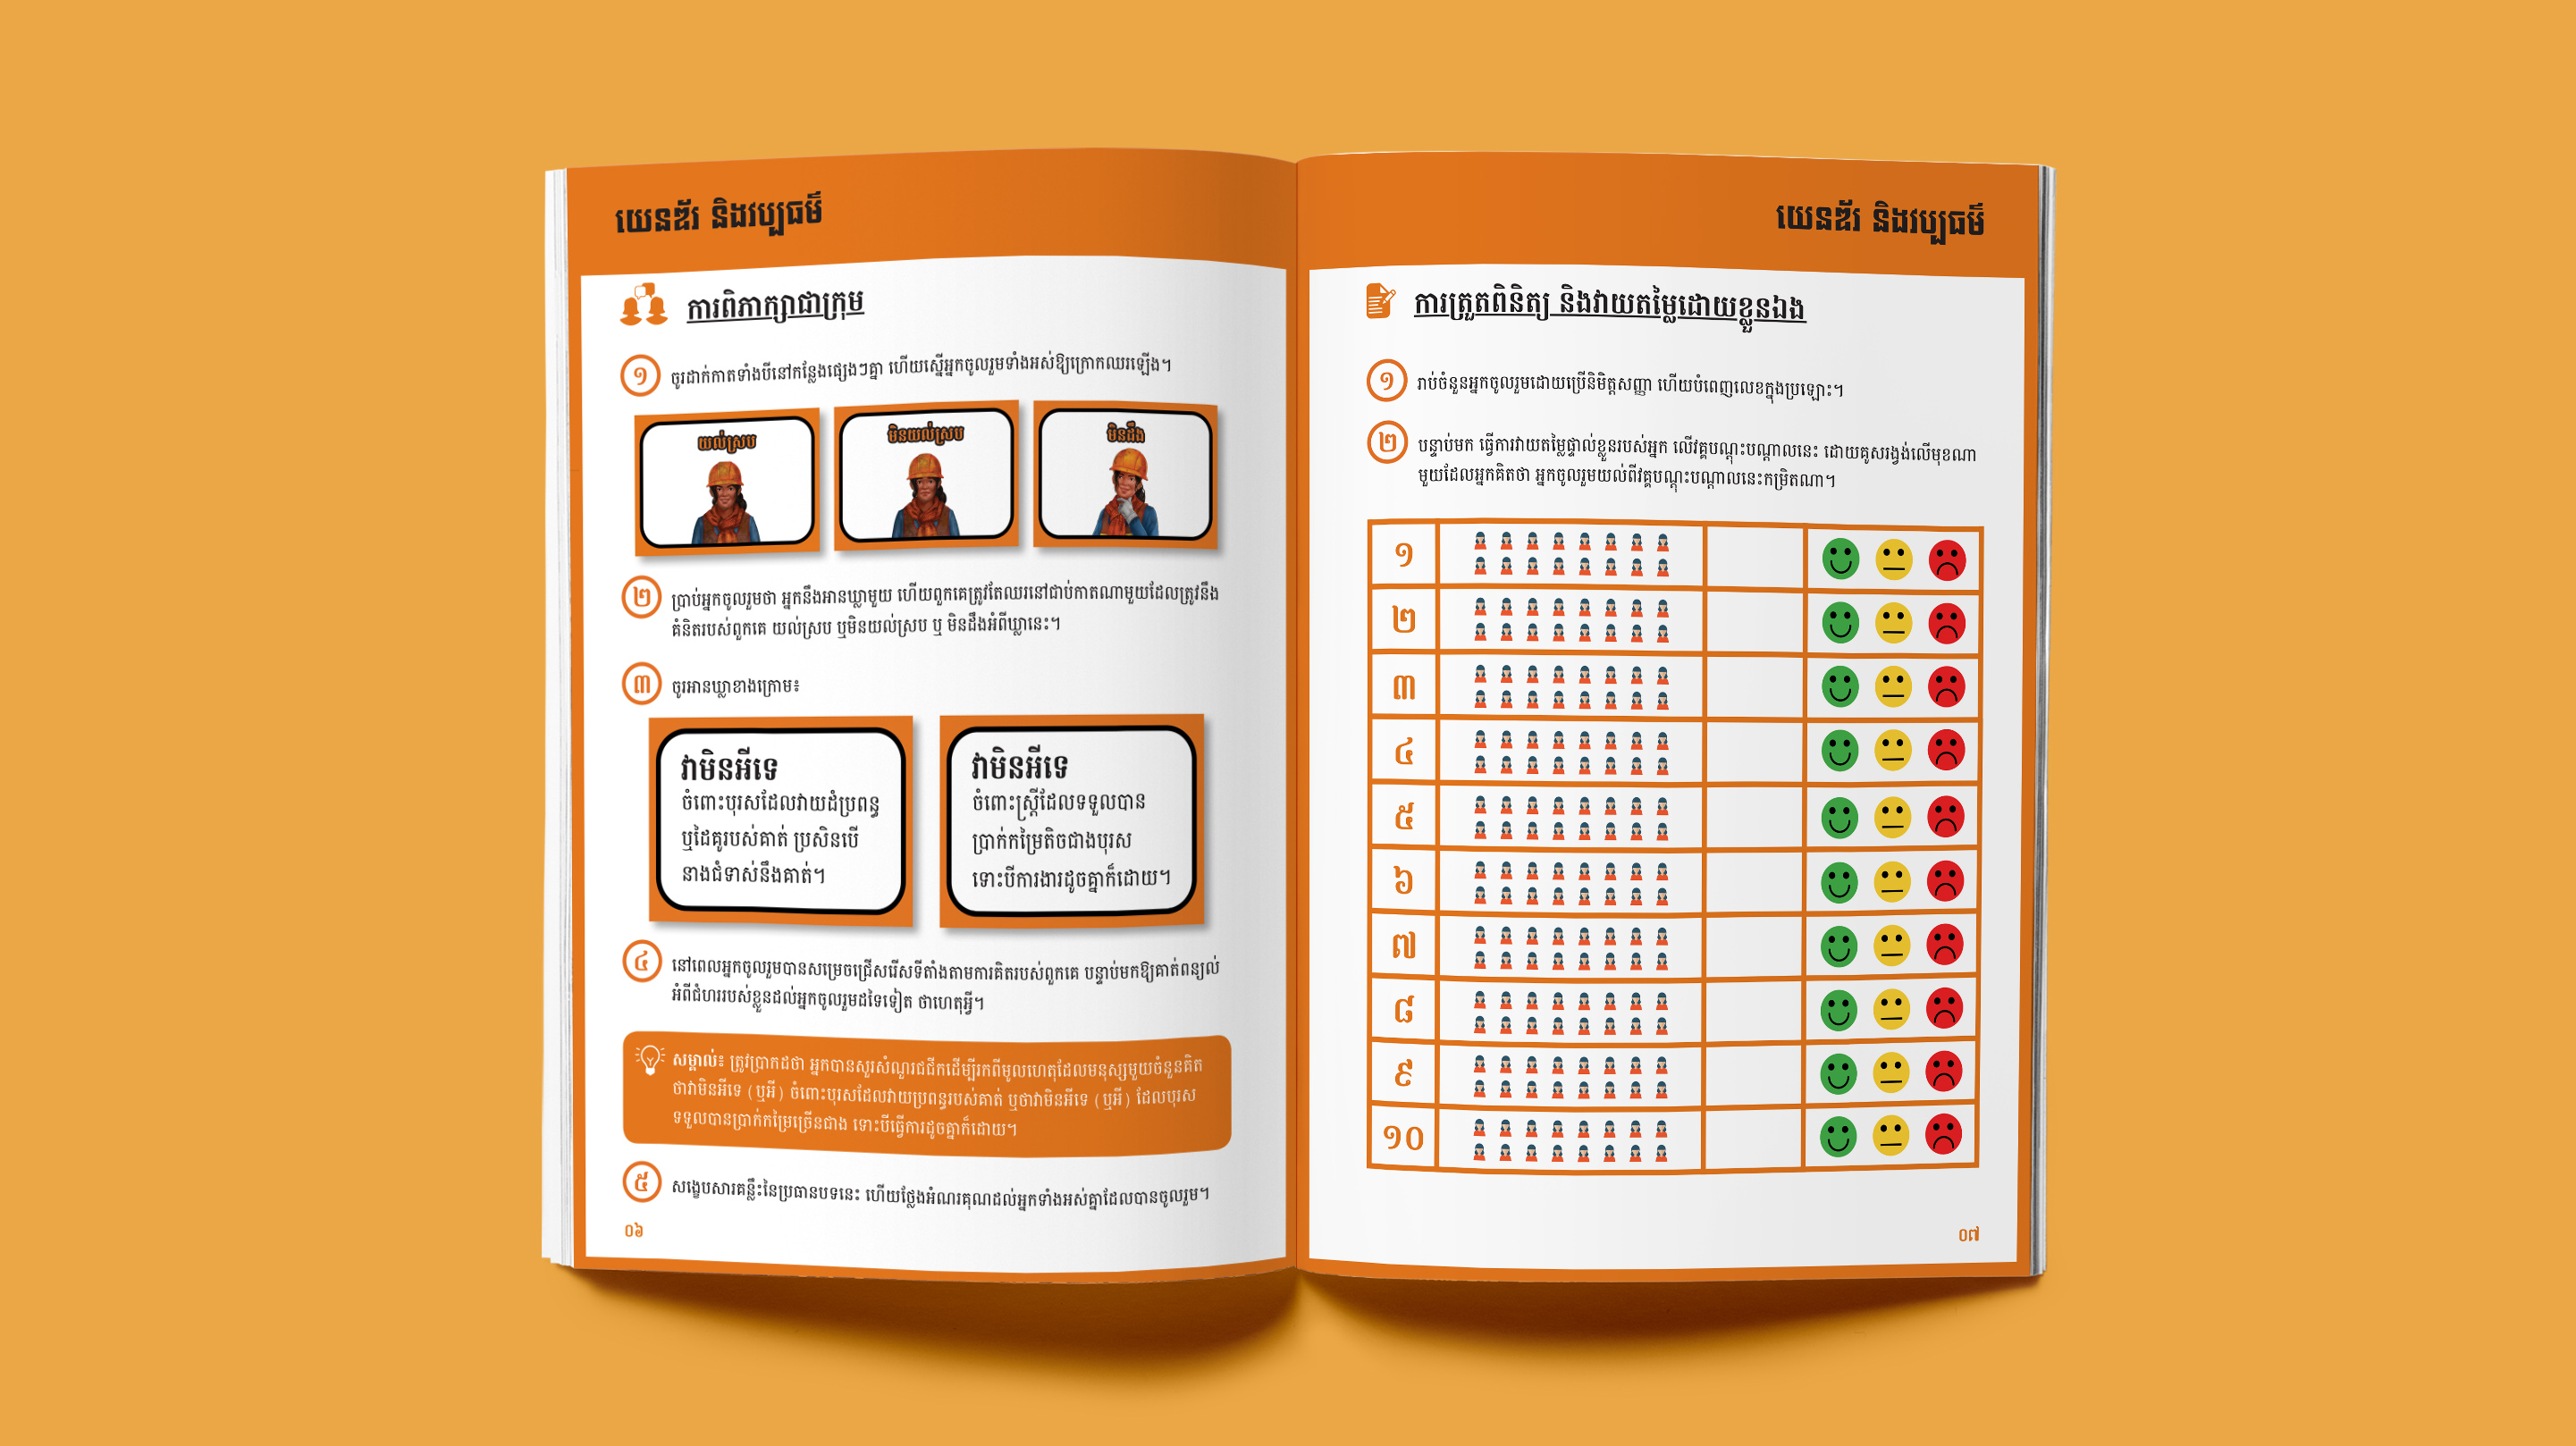 យេនឌ័រ និងវប្បធម៌
ការពិភាក្សាជាក្រុម
១ ចូរដាក់កាតទាំងបីនៅកន្លែងផ្សេងៗគ្នា ហើយស្នើអ្នកចូលរួមទាំងអស់ឱ្យក្រោកឈរឡើង។
យល់ស្រប
មិនយល់ស្រប
មិនដឹង
២ ប្រាប់អ្នកចូលរួមថា អ្នកនឹងអានឃ្លាមួយ ហើយពួកគេត្រូវតែឈរនៅជាប់កាតណាមួយដែលត្រូវនឹង
គំនិតរបស់ពួកគេ យល់ស្រប ឬមិនយល់ស្រប ឬ មិនដឹងអំពីឃ្លានេះ។
៣ ចូរអានឃ្លាខាងក្រោម៖
វាមិនអីទេ
ចំពោះបុរសដែលវាយដំប្រពន្ធ
ឬដៃគូរបស់គាត់ ប្រសិនបើ
នាងជំទាស់នឹងគាត់។
វាមិនអីទេ
ចំពោះស្ត្រីដែលទទួលបាន
ប្រាក់កម្រៃតិចជាងបុរស
ទោះបីការងារដូចគ្នាក៏ដោយ។
៤ នៅពេលអ្នកចូលរួមបានសម្រេចជ្រើសរើសទីតាំងតាមការគិតរបស់ពួកគេ បន្ទាប់មកឱ្យគាត់ពន្យល់
អំពីជំហររបស់ខ្លួនដល់អ្នកចូលរួមដទៃទៀត ថាហេតុអ្វី។
សម្គាល់៖ ត្រូវប្រាកដថា អ្នកបានសួរសំណួរជជីកដើម្បីរកពីមូលហេតុដែលមនុស្សមួយចំនួនគិត
ថាវាមិនអីទេ (ឬអី) ចំពោះបុរសដែលវាយប្រពន្ធរបស់គាត់ ឬថាវាមិនអីទេ (ឬអី) ដែលបុរស
ទទួលបានប្រាក់កម្រៃច្រើនជាង ទោះបីធ្វើការដូចគ្នាក៏ដោយ។
៥ សង្ខេបសារគន្លឹះនៃប្រធានបទនេះ ហើយថ្លែងអំណរគុណដល់អ្នកទាំងអស់គ្នាដែលបានចូលរួម។
០៦
យេនឌ័រ និងវប្បធម៌
ការត្រួតពិនិត្យ និងវាយតម្លៃដោយខ្លួនឯង
១ រាប់ចំនួនអ្នកចូលរួមដោយប្រើនិមិត្តសញ្ញា ហើយបំពេញលេខក្នុងប្រឡោះ។
២ បន្ទាប់មក ធ្វើការវាយតម្លៃផ្ទាល់ខ្លួនរបស់អ្នក លើវគ្គបណ្តុះបណ្តាលនេះ ដោយគូសរង្វង់លើមុខណា
មួយដែលអ្នកគិតថា អ្នកចូលរួមយល់ពីវគ្គបណ្តុះបណ្តាលនេះកម្រិតណា។
១
២
៣
៤
៥
៦
៧
៨
៩
១០
០៧